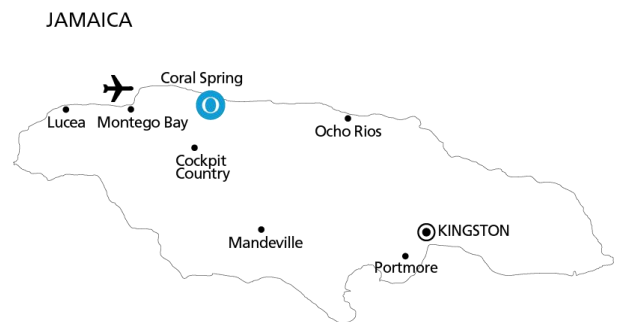 JAMAICA
Coral Spring
O
Lucea
Montego Bay
Ocho Rios
Cockpit
Country
Mandeville
KINGSTON
Portmore